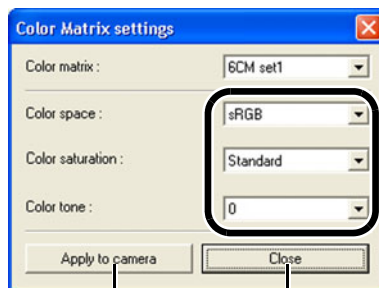 Color Matrix settings
Color matrix : 6CM set1
Color space : sRGB
Color saturation : Standard
Color tone : 0
Apply to camera Close